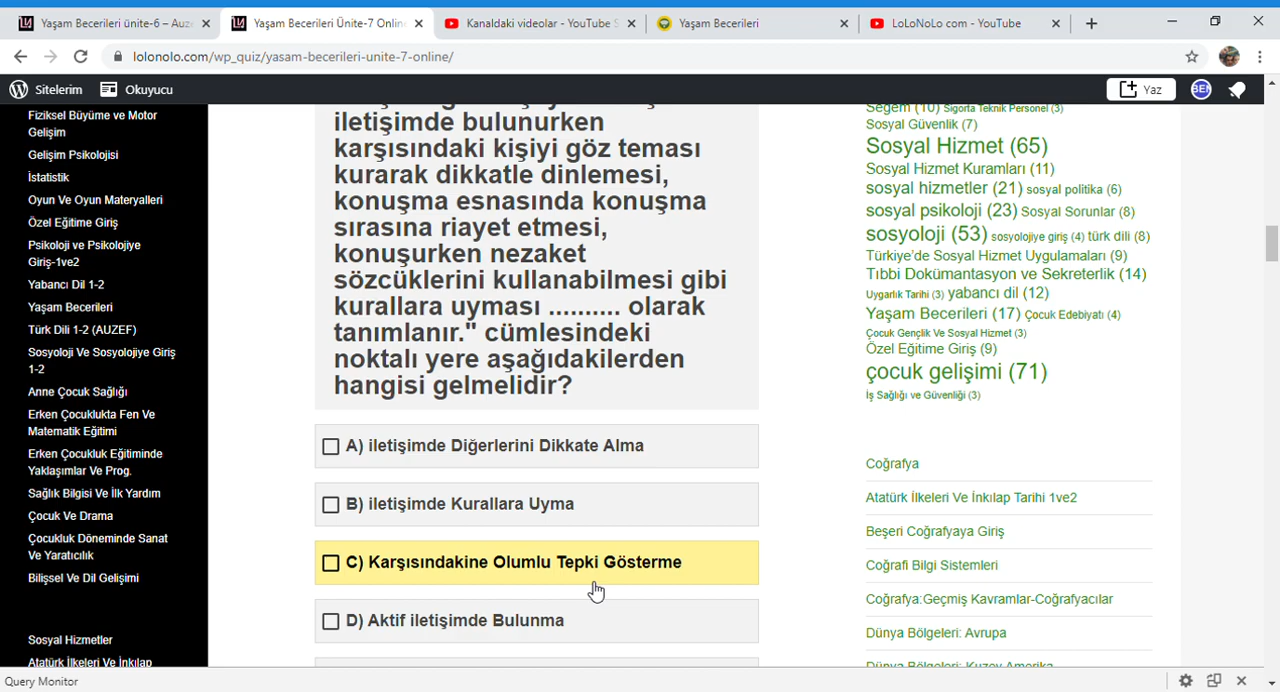 Yaşam Becerileri ünite-6 – Auze
Yaşam Becerileri Ünite-7 Onlin
Kanaldaki videolar - YouTube S
Yaşam Becerileri
LoLoNoLo com - YouTube
lolonolo.com/wp_quiz/yasam-becerileri-unite-7-online/
Sitelerim
Okuyucu
Yaz
BEN
Fiziksel Büyüme ve Motor
Gelişim
Gelişim Psikolojisi
İstatistik
Oyun Ve Oyun Materyalleri
Özel Eğitime Giriş
Psikoloji ve Psikolojiye
Giriş-1ve2
Yabancı Dil 1-2
Yaşam Becerileri
Türk Dili 1-2 (AUZEF)
Sosyoloji Ve Sosyolojiye Giriş
1-2
Anne Çocuk Sağlığı
Erken Çocuklukta Fen Ve
Matematik Eğitimi
Erken Çocukluk Eğitiminde
Yaklaşımlar Ve Prog.
Sağlık Bilgisi Ve İlk Yardım
Çocuk Ve Drama
Çocukluk Döneminde Sanat
Ve Yaratıcılık
Bilişsel Ve Dil Gelişimi
Sosyal Hizmetler
Atatürk İlkeleri Ve İnkılap
iletişimde bulunurken
karşısındaki kişiyi göz teması
kurarak dikkatle dinlemesi,
konuşma esnasında konuşma
sırasına riayet etmesi,
konuşurken nezaket
sözcüklerini kullanabilmesi gibi
kurallara uyması .......... olarak
tanımlanır." cümlesindeki
noktalı yere aşağıdakilerden
hangisi gelmelidir?
A) iletişimde Diğerlerini Dikkate Alma
B) iletişimde Kurallara Uyma
C) Karşısındakine Olumlu Tepki Gösterme
D) Aktif iletişimde Bulunma
Segem (10) Sigorta Teknik Personel (3)
Sosyal Güvenlik (7)
Sosyal Hizmet (65)
Sosyal Hizmet Kuramları (11)
sosyal hizmetler (21) sosyal politika (6)
sosyal psikoloji (23) Sosyal Sorunlar (8)
sosyoloji (53) sosyolojiye giriş (4) türk dili (8)
Türkiye'de Sosyal Hizmet Uygulamaları (9)
Tıbbi Dokümantasyon ve Sekreterlik (14)
Uygarlık Tarihi (3) yabancı dil (12)
Yaşam Becerileri (17) Çocuk Edebiyatı (4)
Çocuk Gençlik Ve Sosyal Hizmet (3)
Özel Eğitime Giriş (9)
çocuk gelişimi (71)
İş Sağlığı ve Güvenliği (3)
Coğrafya
Atatürk İlkeleri Ve İnkılap Tarihi 1ve2
Beşeri Coğrafyaya Giriş
Coğrafi Bilgi Sistemleri
Coğrafya:Geçmiş Kavramlar-Coğrafyacılar
Dünya Bölgeleri: Avrupa
Dünya Bölgeleri: Kuzey Amerika
Query Monitor